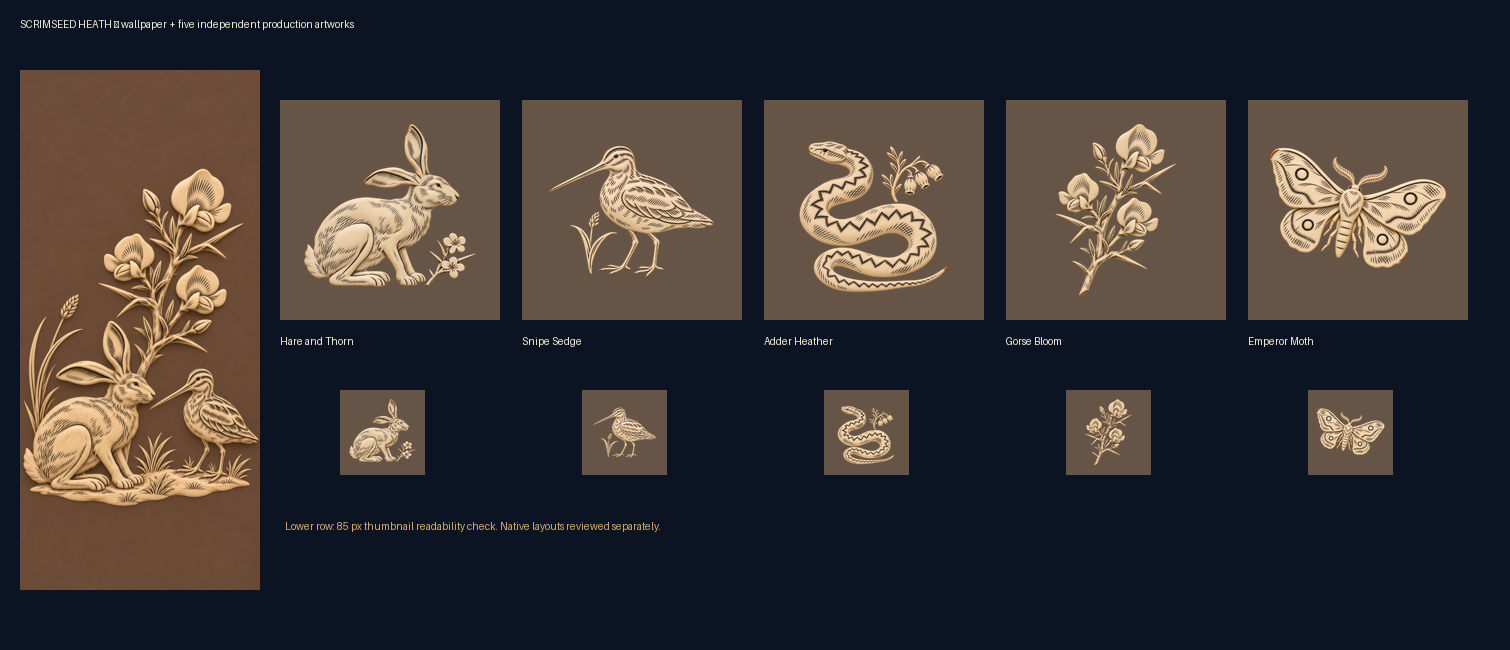 SCRIMSEED HEATH ▯ wallpaper + five independent production artworks
Hare and Thorn
Snipe Sedge
Adder Heather
Gorse Bloom
Emperor Moth
Lower row: 85 px thumbnail readability check. Native layouts reviewed separately.